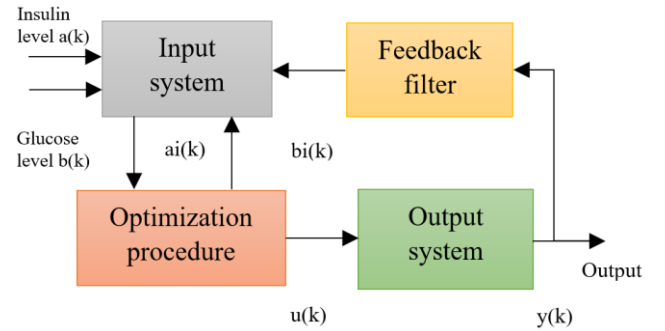 Insulin
level a(k)
Input
system
Feedback
filter
Glucose
level b(k)
ai(k)
bi(k)
Optimization
procedure
Output
system
Output
u(k)
y(k)